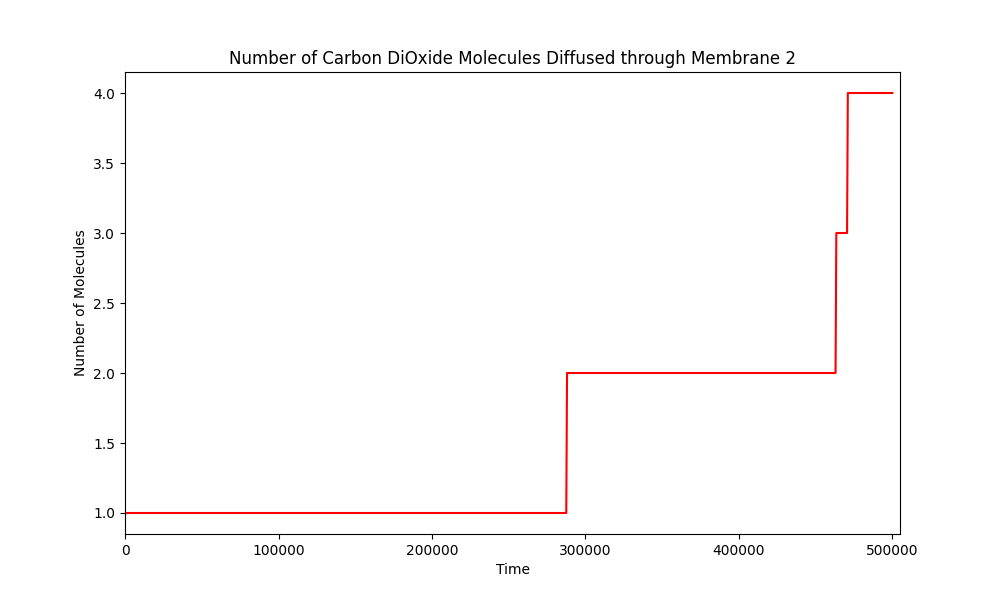 Number of Carbon DiOxide Molecules Diffused through Membrane 2
Number of Molecules
4.0
3.5
3.0
2.5
2.0
1.5
1.0
0 100000 200000 300000 400000 500000
Time